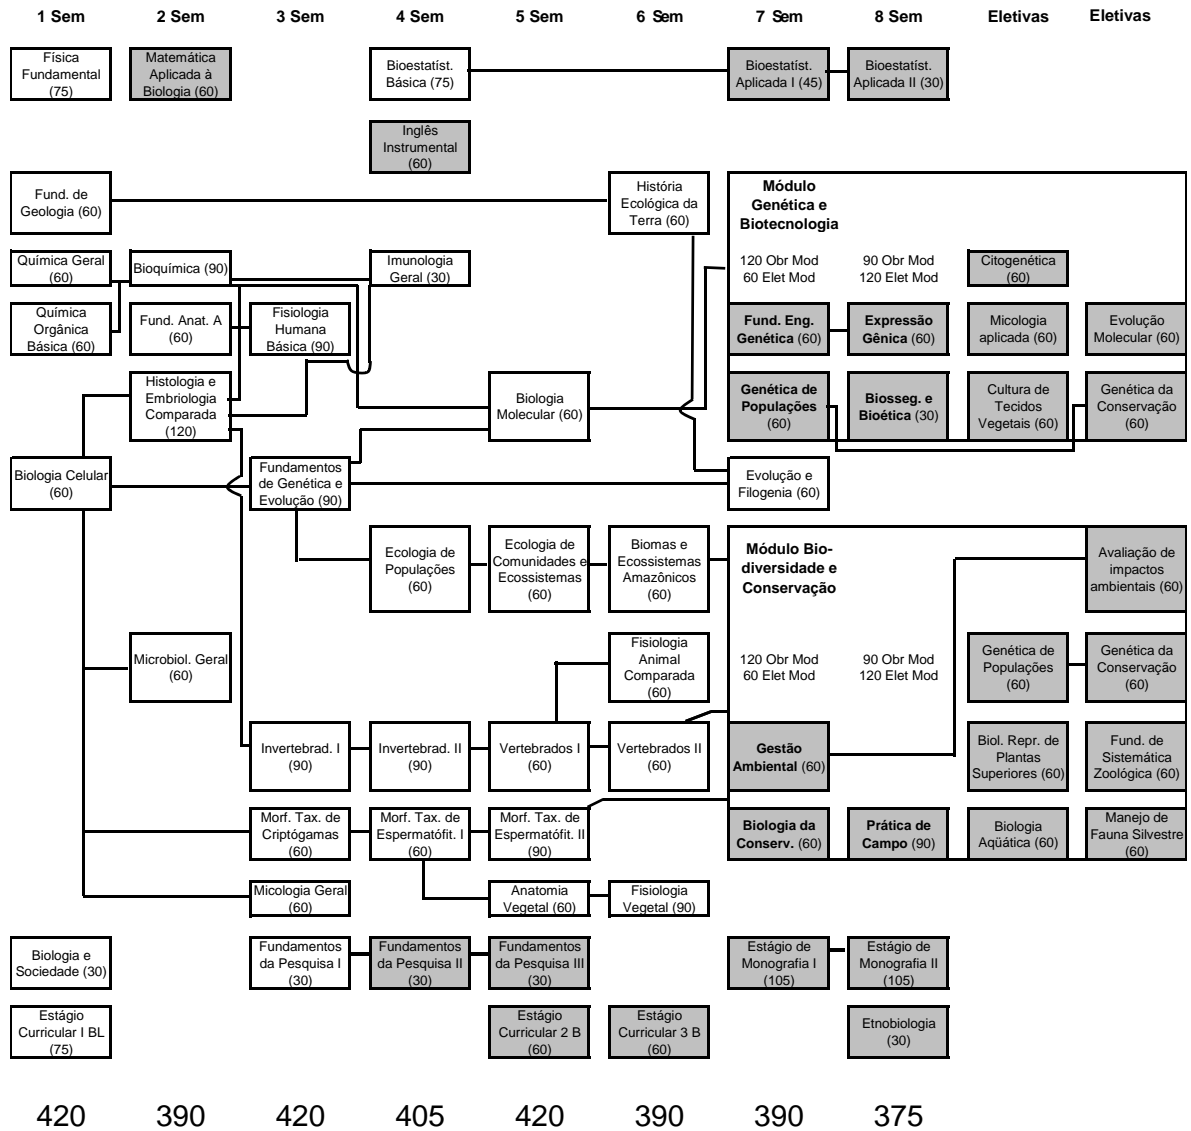 1 Sem
2 Sem
3 Sem
4 Sem
5 Sem
6 Sem
7 Sem
8 Sem
Eletivas
Eletivas
Física
Fundamental
(75)
Matemática
Aplicada à
Biologia (60)
Bioestatíst.
Básica (75)
Bioestatíst.
Aplicada I (45)
Bioestatíst.
Aplicada II (30)
Inglês
Instrumental
(60)
Fund. de
Geologia (60)
História
Ecológica da
Terra (60)
Módulo
Genética e
Biotecnologia
Química Geral
(60)
Bioquímica (90)
Imunologia
Geral (30)
120 Obr Mod
60 Elet Mod
90 Obr Mod
120 Elet Mod
Citogenética
(60)
Química
Orgânica
Básica (60)
Fund. Anat. A
(60)
Fisiologia
Humana
Básica (90)
Fund. Eng.
Genética (60)
Expressão
Gênica (60)
Micologia
aplicada (60)
Evolução
Molecular (60)
Histologia e
Embriologia
Comparada
(120)
Biologia
Molecular (60)
Genética de
Populações
(60)
Biosseg. e
Bioética (30)
Cultura de
Tecidos
Vegetais (60)
Genética da
Conservação
(60)
Biologia Celular
(60)
Fundamentos
de Genética e
Evolução (90)
Evolução e
Filogenia (60)
Ecologia de
Populações
(60)
Ecologia de
Comunidades e
Ecossistemas
(60)
Biomas e
Ecossistemas
Amazônicos
(60)
Módulo Bio-
diversidade e
Conservação
Avaliação de
impactos
ambientais (60)
Microbiol. Geral
(60)
Fisiologia
Animal
Comparada
(60)
120 Obr Mod
60 Elet Mod
90 Obr Mod
120 Elet Mod
Genética de
Populações
(60)
Genética da
Conservação
(60)
Invertebrad. I
(90)
Invertebrad. II
(90)
Vertebrados I
(60)
Vertebrados II
(60)
Gestão
Ambiental (60)
Biol. Repr. de
Plantas
Superiores (60)
Fund. de
Sistemática
Zoológica (60)
Morf. Tax. de
Criptógamas
(60)
Morf. Tax. de
Espermatófit. I
(60)
Morf. Tax. de
Espermatófit. II
(90)
Biologia da
Conserv. (60)
Prática de
Campo (90)
Biologia
Aqüática (60)
Manejo de
Fauna Silvestre
(60)
Micologia Geral
(60)
Anatomia
Vegetal (60)
Fisiologia
Vegetal (90)
Biologia e
Sociedade (30)
Fundamentos
da Pesquisa I
(30)
Fundamentos
da Pesquisa II
(30)
Fundamentos
da Pesquisa III
(30)
Estágio de
Monografia I
(105)
Estágio de
Monografia II
(105)
Estágio
Curricular I BL
(75)
Estágio
Curricular 2 B
(60)
Estágio
Curricular 3 B
(60)
Etnobiologia
(30)
420
390
420
405
420
390
390
375